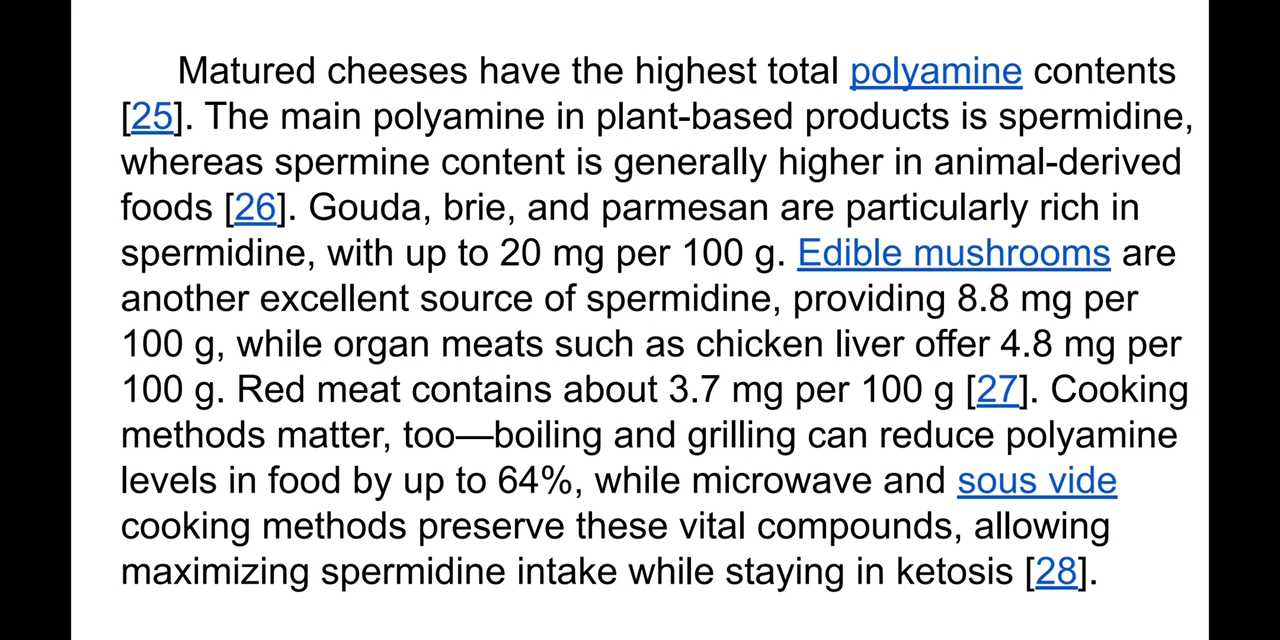 Matured cheeses have the highest total polyamine contents
[25]. The main polyamine in plant-based products is spermidine,
whereas spermine content is generally higher in animal-derived
foods [26]. Gouda, brie, and parmesan are particularly rich in
spermidine, with up to 20 mg per 100 g. Edible mushrooms are
another excellent source of spermidine, providing 8.8 mg per
100 g, while organ meats such as chicken liver offer 4.8 mg per
100 g. Red meat contains about 3.7 mg per 100 g [27]. Cooking
methods matter, too—boiling and grilling can reduce polyamine
levels in food by up to 64%, while microwave and sous vide
cooking methods preserve these vital compounds, allowing
maximizing spermidine intake while staying in ketosis [28].